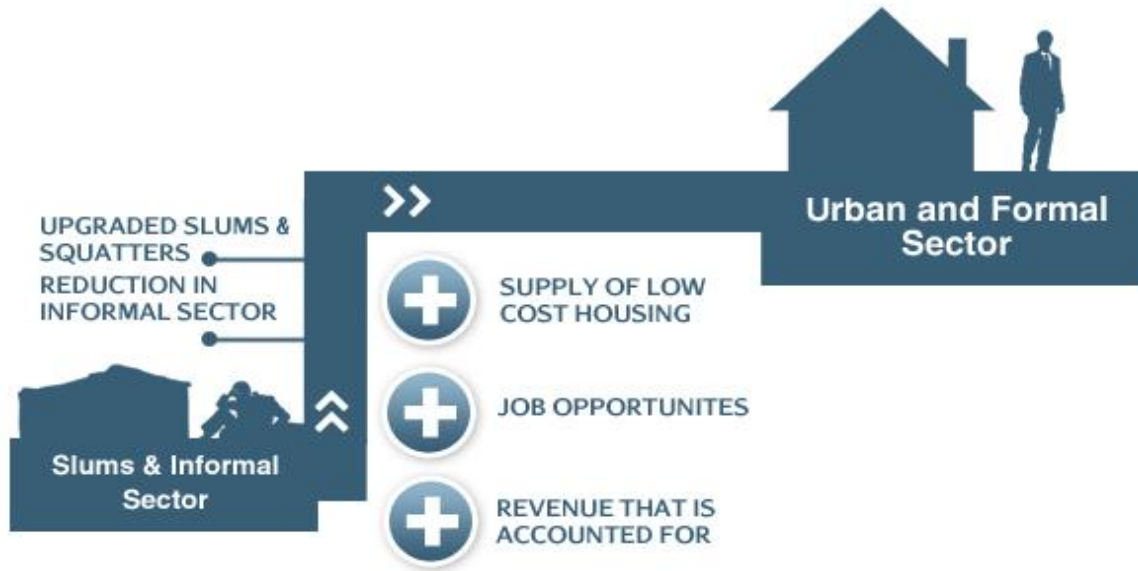 UPGRADED SLUMS &
SQUATTERS
REDUCTION IN
INFORMAL SECTOR
Slums & Informal
Sector
SUPPLY OF LOW
COST HOUSING
JOB OPPORTUNITES
REVENUE THAT IS
ACCOUNTED FOR
Urban and Formal
Sector